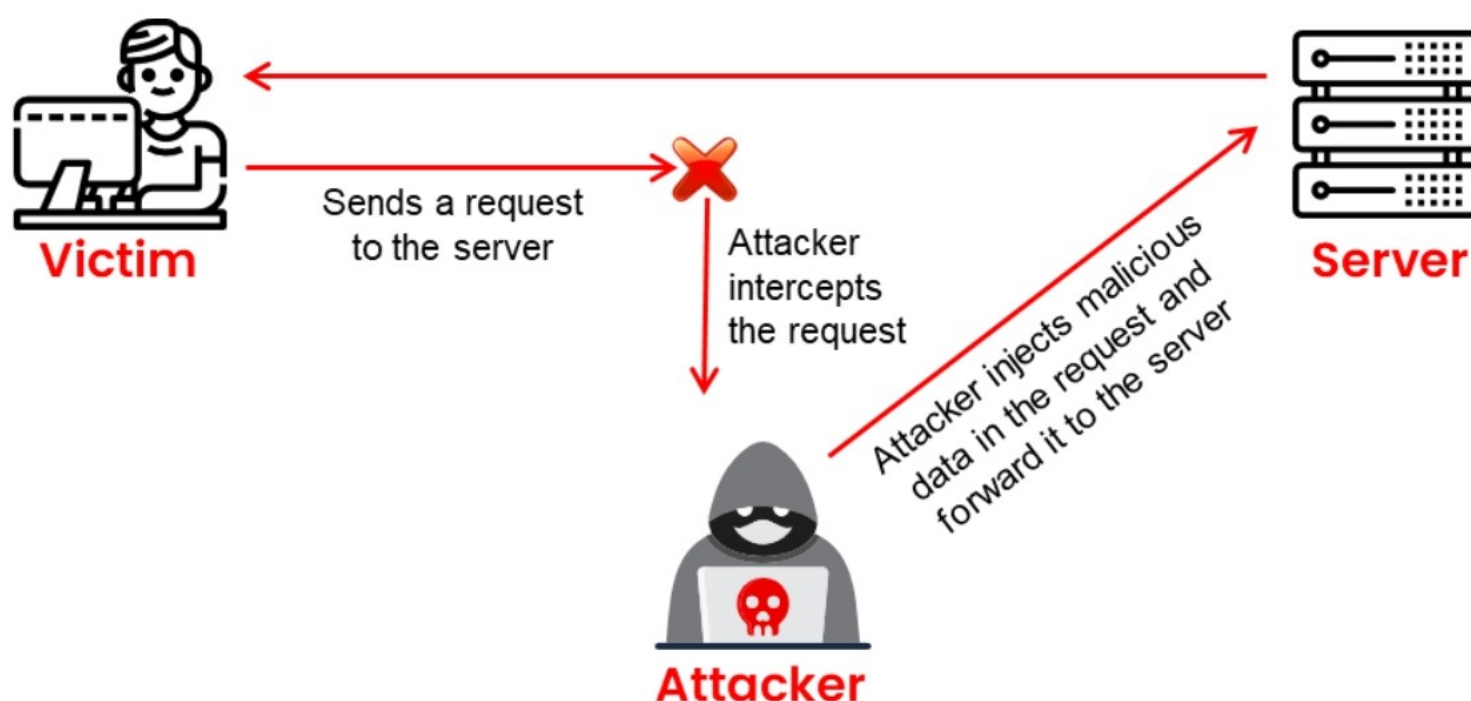 Sends a request
to the server
Victim
Attacker
intercepts
the request
Server
Attacker injects malicious
data in the request and
forward it to the server
Attacker